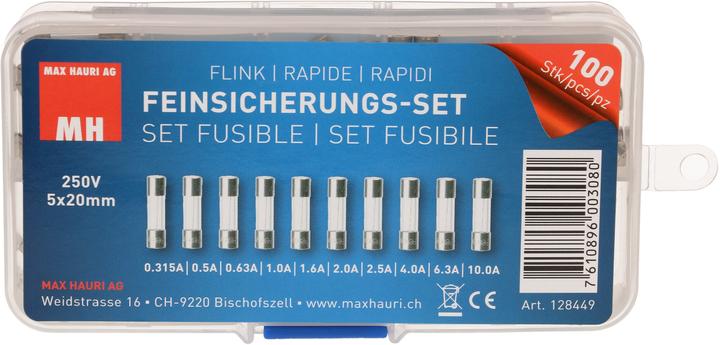 MAX HAURI AG
MH
FLINK | RAPIDE | RAPIDI
FEINSICHERUNGS-SET
SET FUSIBLE | SET FUSIBILE
100
Stk/pcs/pz
250V
5x20mm
0.315A | 0.5A | 0.63A | 1.0A | 1.6A | 2.0A | 2.5A | 4.0A | 6.3A | 10.0A
MAX HAURI AG
Weidstrasse 16 • CH-9220 Bischofszell • www.maxhauri.ch
CE
Art. 128449
7 610896 003080